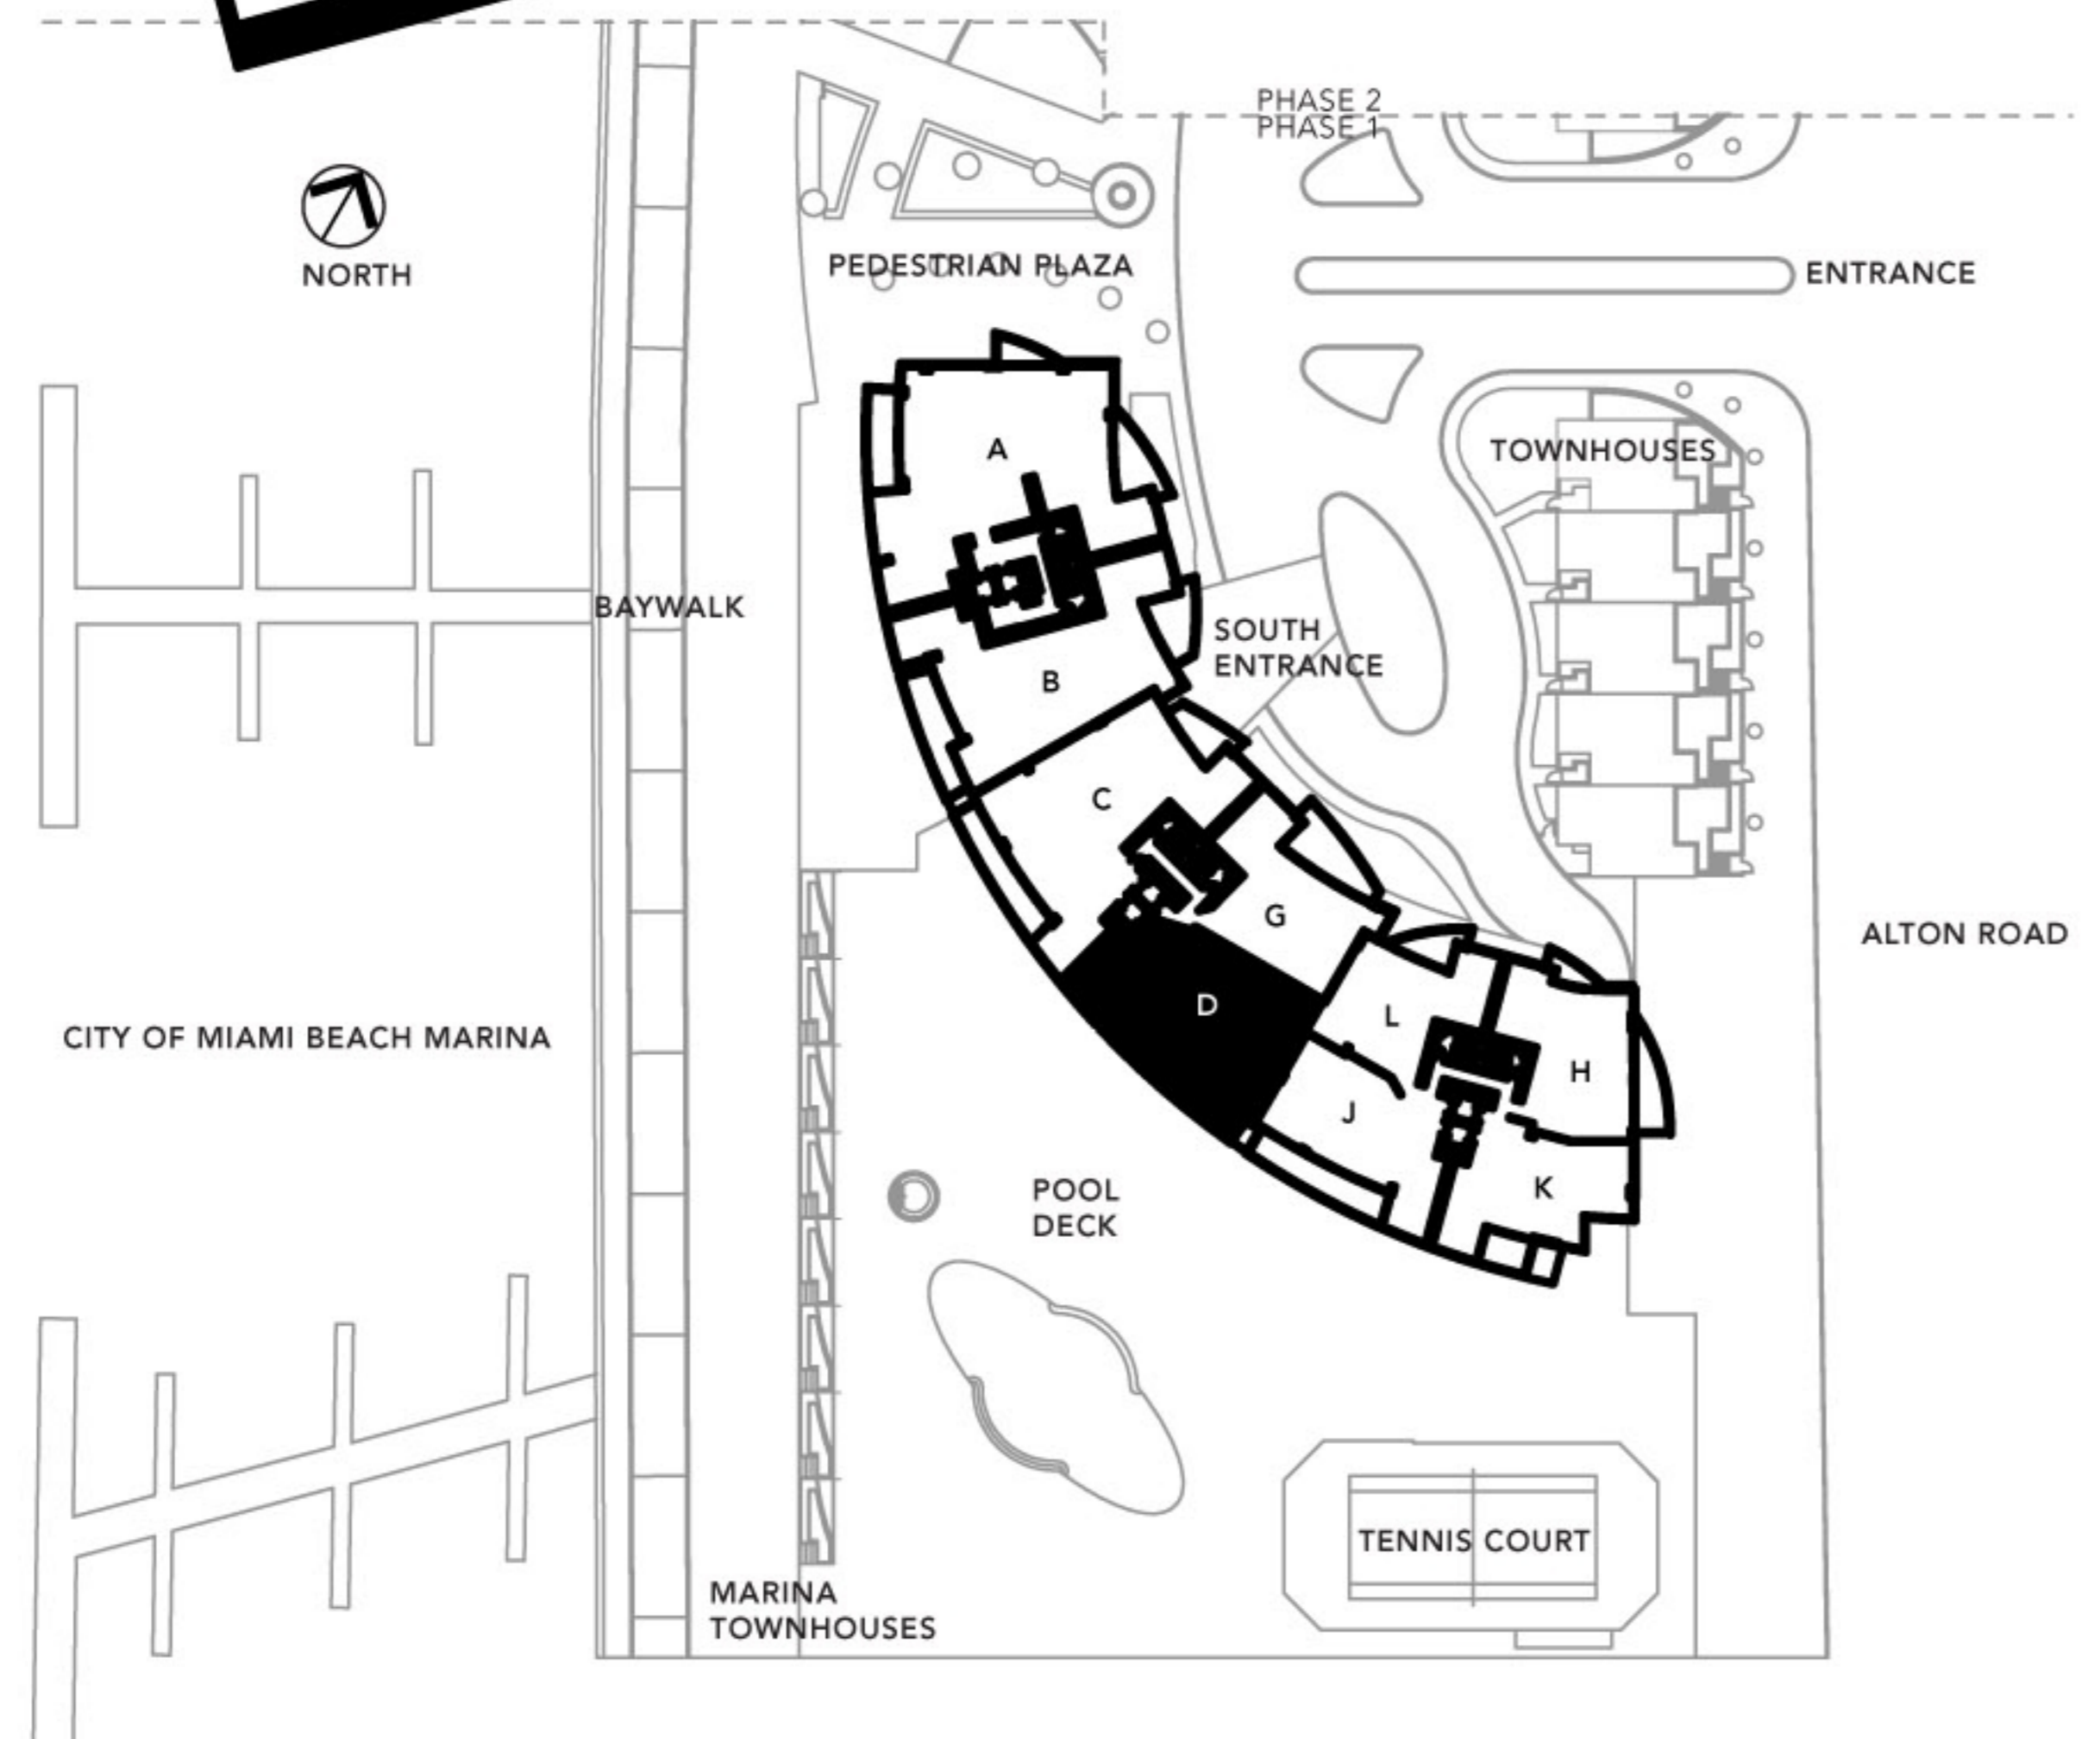 PHASE 2
PHASE 1
NORTH
PEDESTRIAN PLAZA
ENTRANCE
A
TOWNHOUSES
BAYWALK
SOUTH
ENTRANCE
B
C
G
ALTON ROAD
D
L
CITY OF MIAMI BEACH MARINA
H
J
K
POOL
DECK
TENNIS COURT
MARINA
TOWNHOUSES